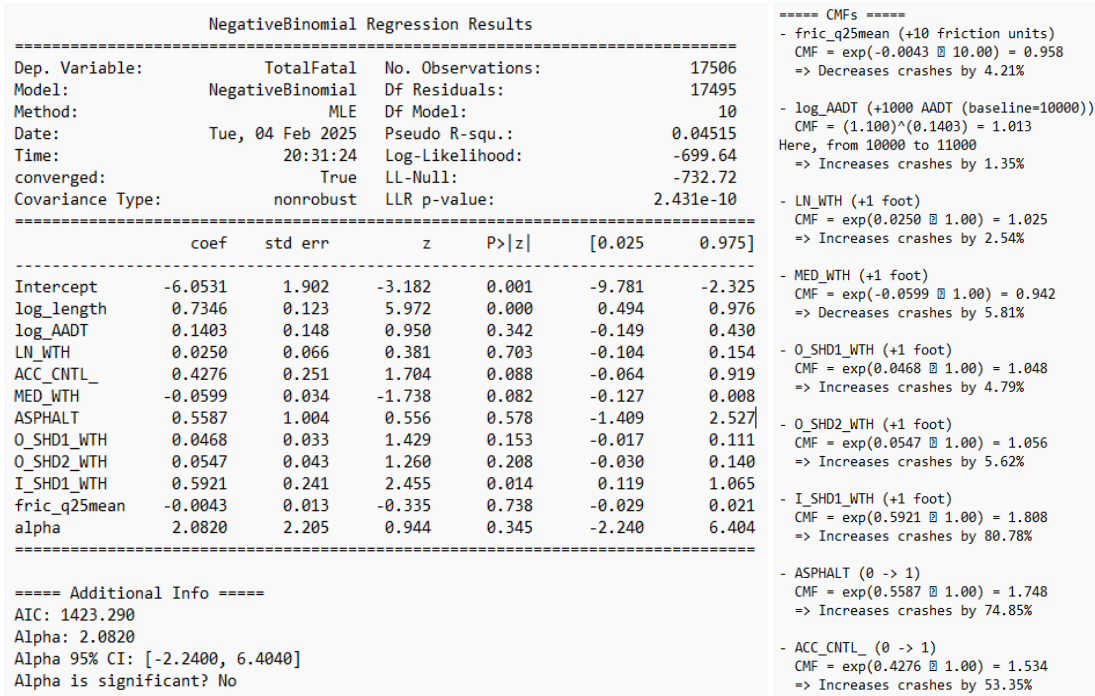 NegativeBinomial Regression Results
==============================================================================
Dep. Variable: TotalFatal No. Observations: 17506
Model: NegativeBinomial Df Residuals: 17495
Method: MLE Df Model: 10
Date: Tue, 04 Feb 2025 Pseudo R-squ.: 0.04515
Time: 20:31:24 Log-Likelihood: -699.64
converged: True LL-Null: -732.72
Covariance Type: nonrobust LLR p-value: 2.431e-10
================================================================================
coef std err z P>|z| [0.025 0.975]
--------------------------------------------------------------------------------
Intercept -6.0531 1.902 -3.182 0.001 -9.781 -2.325
log_length 0.7346 0.123 5.972 0.000 0.494 0.976
log_AADT 0.1403 0.148 0.950 0.342 -0.149 0.430
LN_WTH 0.0250 0.066 0.381 0.703 -0.104 0.154
ACC_CNTL_ 0.4276 0.251 1.704 0.088 -0.064 0.919
MED_WTH -0.0599 0.034 -1.738 0.082 -0.127 0.008
ASPHALT 0.5587 1.004 0.556 0.578 -1.409 2.527
O_SHD1_WTH 0.0468 0.033 1.429 0.153 -0.017 0.111
O_SHD2_WTH 0.0547 0.043 1.260 0.208 -0.030 0.140
I_SHD1_WTH 0.5921 0.241 2.455 0.014 0.119 1.065
fric_q25mean -0.0043 0.013 -0.335 0.738 -0.029 0.021
alpha 2.0820 2.205 0.944 0.345 -2.240 6.404
================================================================================
===== Additional Info =====
AIC: 1423.290
Alpha: 2.0820
Alpha 95% CI: [-2.2400, 6.4040]
Alpha is significant? No
===== CMFs =====
- fric_q25mean (+10 friction units)
CMF = exp(-0.0043 10.00) = 0.958
=> Decreases crashes by 4.21%
- log_AADT (+1000 AADT (baseline=10000))
CMF = (1.100)^(0.1403) = 1.013
Here, from 10000 to 11000
=> Increases crashes by 1.35%
- LN_WTH (+1 foot)
CMF = exp(0.0250 1.00) = 1.025
=> Increases crashes by 2.54%
- MED_WTH (+1 foot)
CMF = exp(-0.0599 1.00) = 0.942
=> Decreases crashes by 5.81%
- O_SHD1_WTH (+1 foot)
CMF = exp(0.0468 1.00) = 1.048
=> Increases crashes by 4.79%
- O_SHD2_WTH (+1 foot)
CMF = exp(0.0547 1.00) = 1.056
=> Increases crashes by 5.62%
- I_SHD1_WTH (+1 foot)
CMF = exp(0.5921 1.00) = 1.808
=> Increases crashes by 80.78%
- ASPHALT (0 -> 1)
CMF = exp(0.5587 1.00) = 1.748
=> Increases crashes by 74.85%
- ACC_CNTL_ (0 -> 1)
CMF = exp(0.4276 1.00) = 1.534
=> Increases crashes by 53.35%